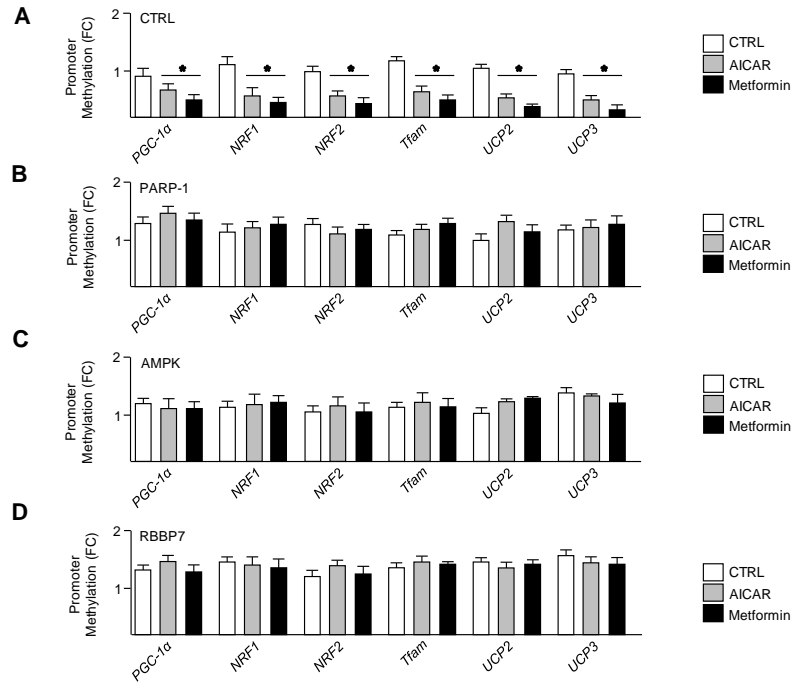 A
CTRL
Promoter
Methylation (FC)
2
1
* * * * * *
PGC-1α NRF1 NRF2 Tfam UCP2 UCP3
CTRL
AICAR
Metformin
B
PARP-1
Promoter
Methylation (FC)
2
1
PGC-1α NRF1 NRF2 Tfam UCP2 UCP3
CTRL
AICAR
Metformin
C
AMPK
Promoter
Methylation (FC)
2
1
PGC-1α NRF1 NRF2 Tfam UCP2 UCP3
CTRL
AICAR
Metformin
D
RBBP7
Promoter
Methylation (FC)
2
1
PGC-1α NRF1 NRF2 Tfam UCP2 UCP3
CTRL
AICAR
Metformin